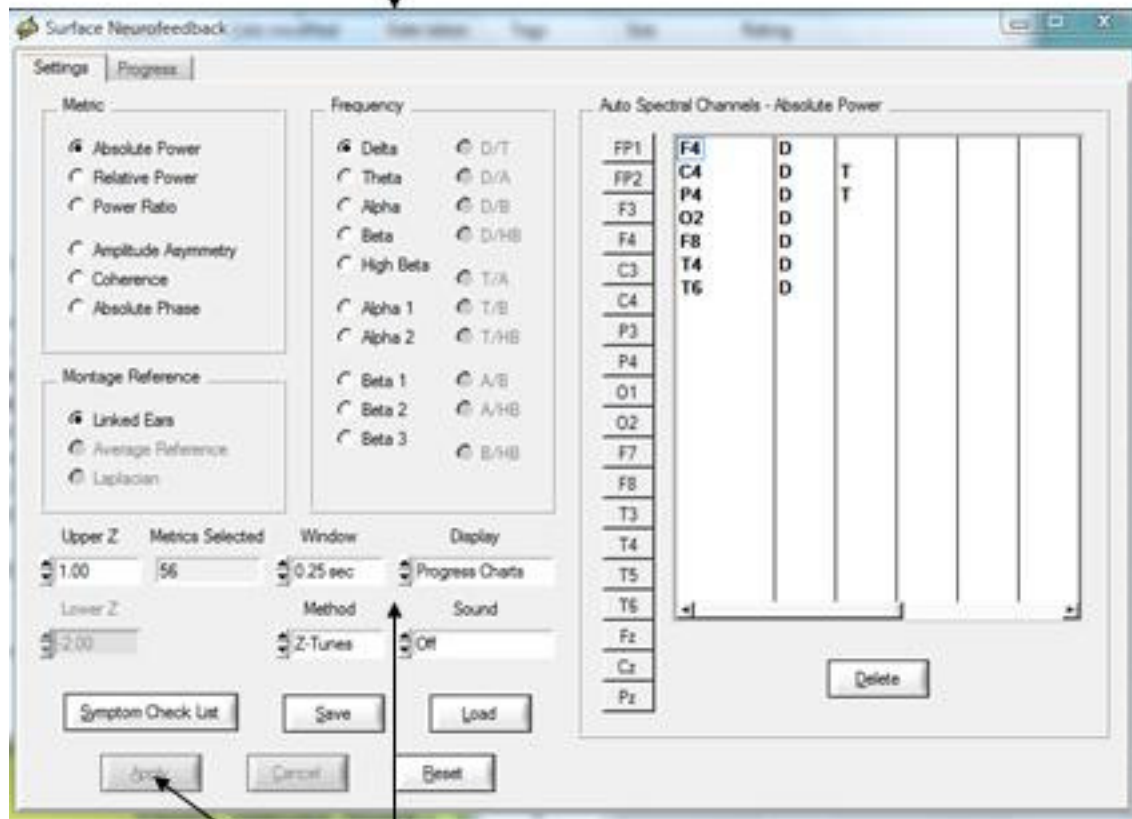 Surface Neurofeedback
Settings Progress
Metric
Absolute Power
Relative Power
Power Ratio
Amplitude Asymmetry
Coherence
Absolute Phase
Montage Reference
Linked Ears
Average Reference
Laplacian
Frequency
Delta D/T
Theta D/A
Alpha D/B
Beta D/HB
High Beta
T/A
Alpha 1 T/B
Alpha 2 T/HB
Beta 1 A/B
Beta 2 A/HB
Beta 3
B/HB
Auto Spectral Channels - Absolute Power
FP1
FP2
F3
F4
C3
C4
P3
P4
O1
O2
F7
F8
T3
T4
T5
T6
Fz
Cz
Pz
F4 D
C4 D T
P4 D T
O2 D
F8 D
T4 D
T6 D
Delete
Upper Z Metrics Selected Window Display
1.00 56 0.25 sec Progress Charts
Lower Z Method Sound
-2.00 Z-Tunes Off
Symptom Check List Save Load
Apply Cancel Reset